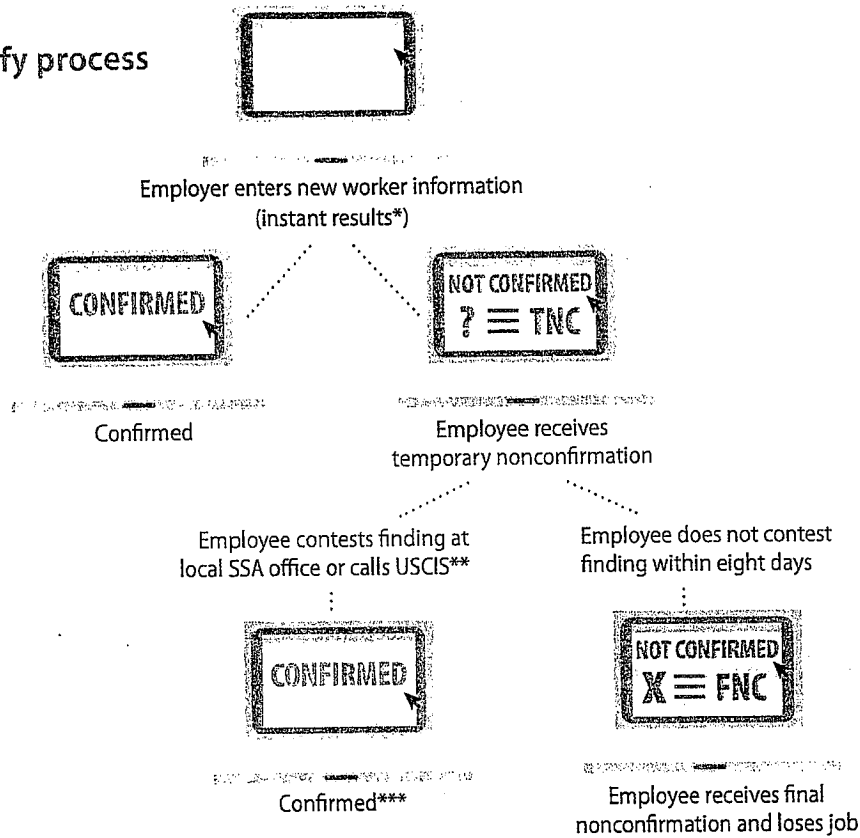 fy process
Employer enters new worker information
(instant results*)
CONFIRMED
NOT CONFIRMED
? = TNC
Confirmed
Employee receives
temporary nonconfirmation
Employee contests finding at
local SSA office or calls USCIS**
Employee does not contest
finding within eight days
CONFIRMED
NOT CONFIRMED
X = FNC
Confirmed***
Employee receives final
nonconfirmation and loses job